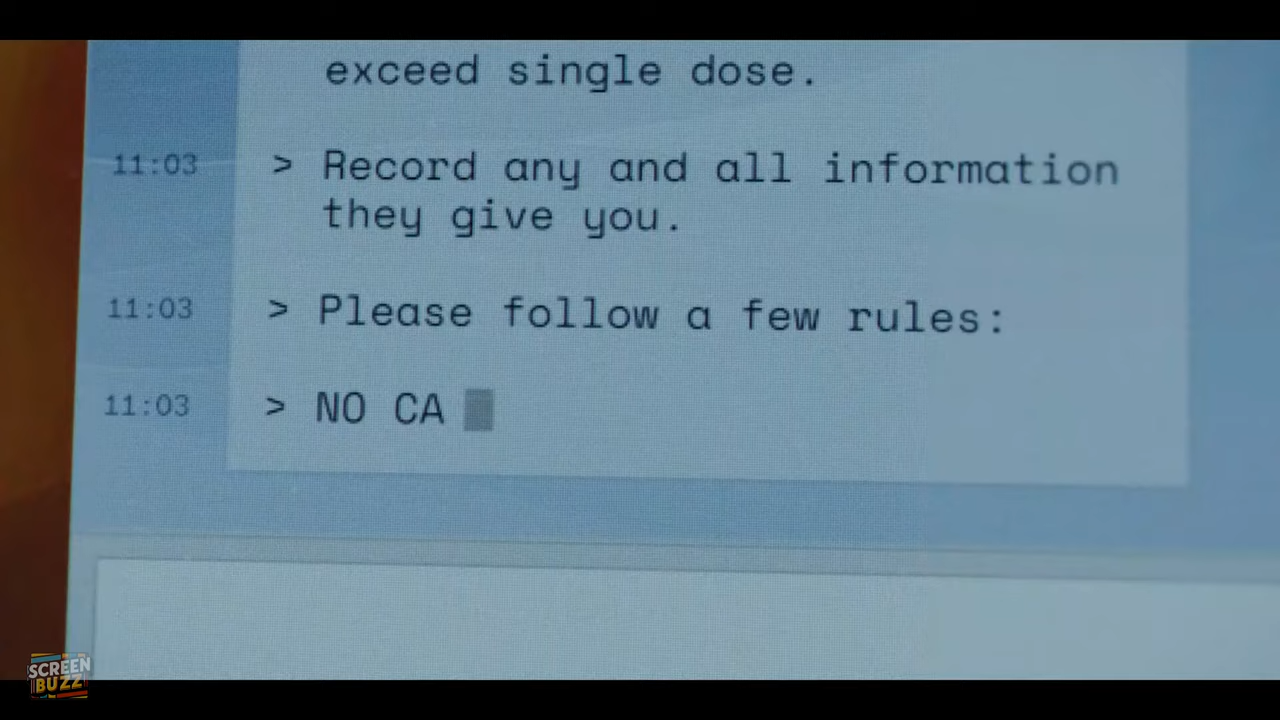 exceed single dose.
11:03 > Record any and all information
they give you.
11:03 > Please follow a few rules:
11:03 > NO CA
SCREEN
BUZZ